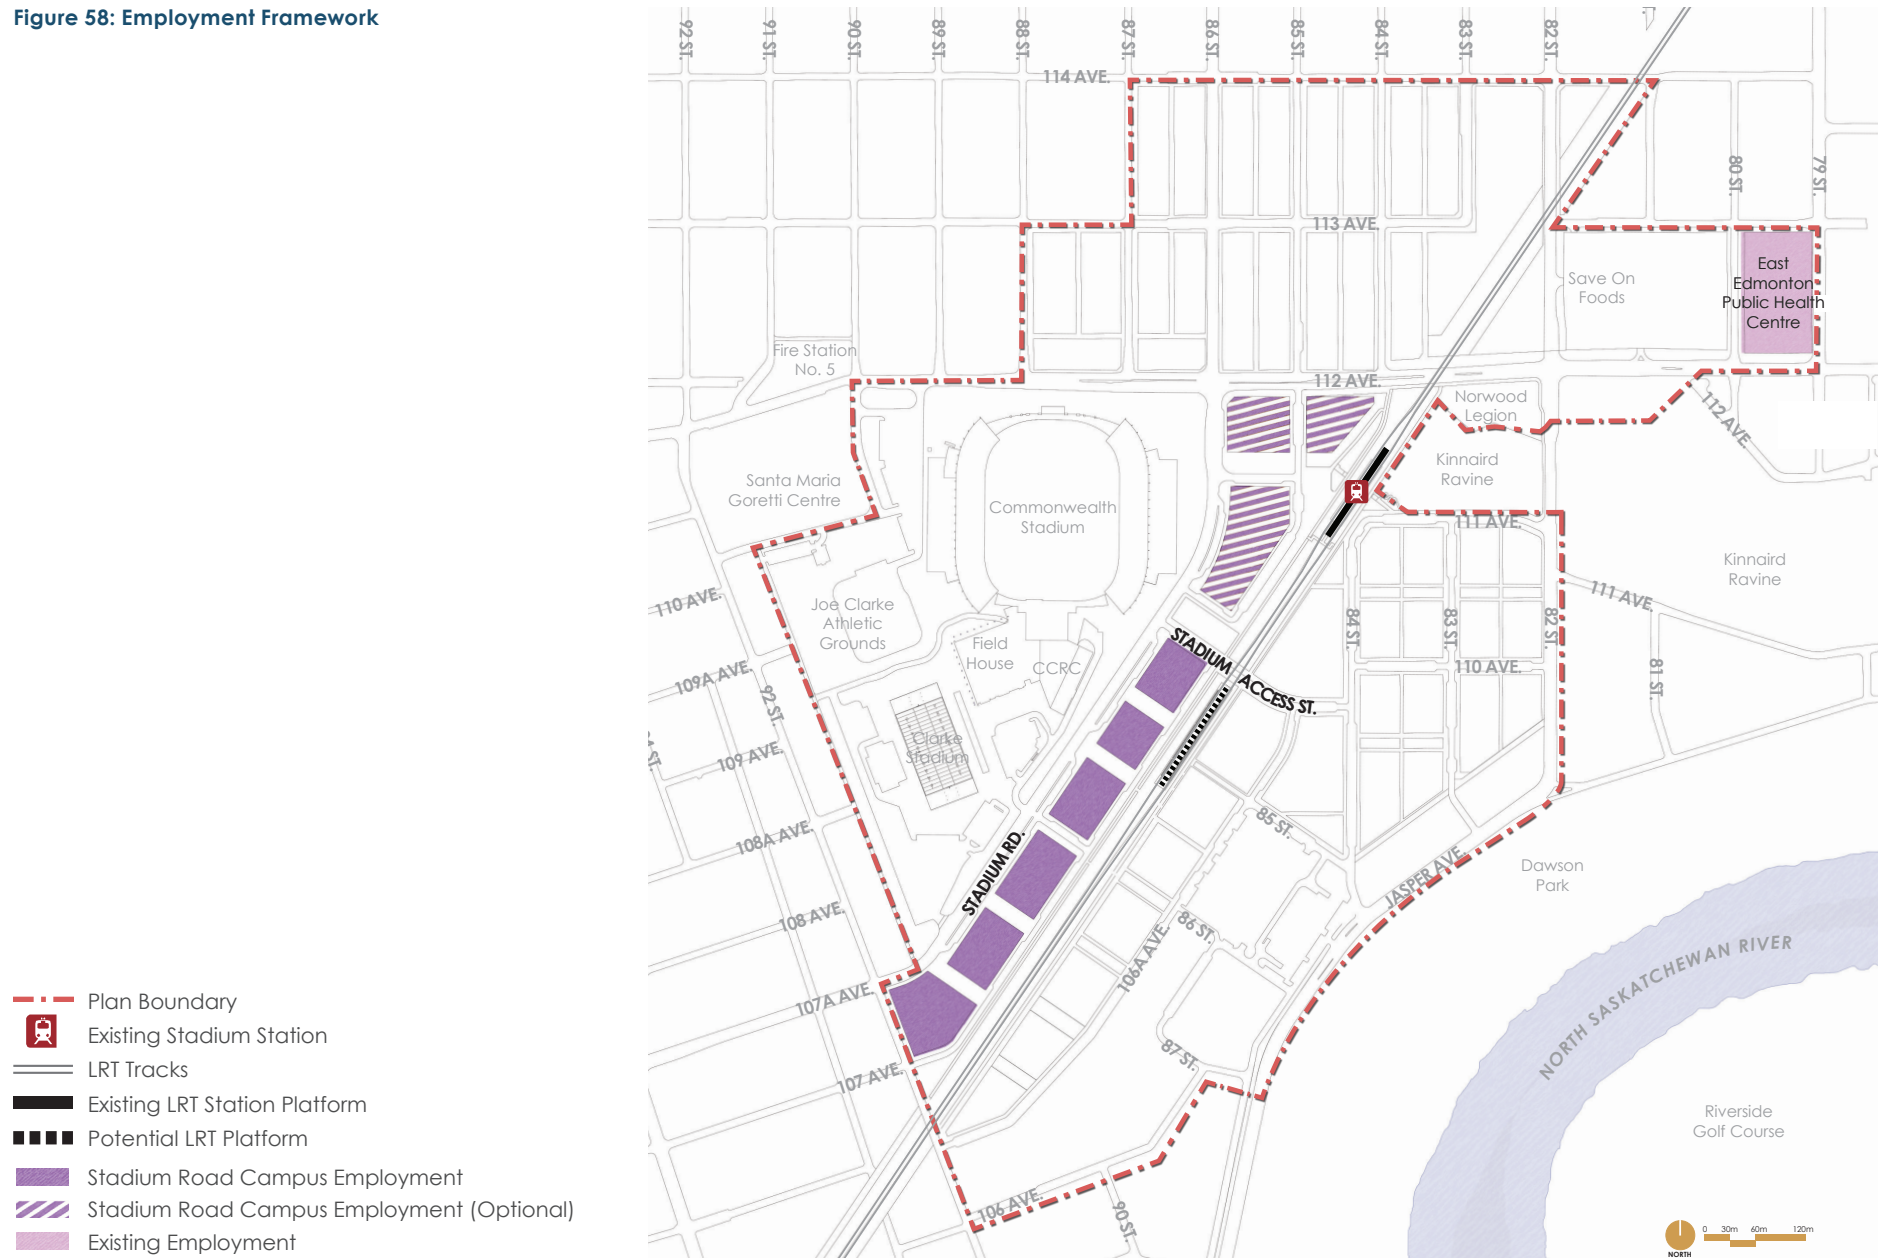 Figure 58: Employment Framework
92 ST.
91 ST.
90 ST.
89 ST.
88 ST.
87 ST.
86 ST.
85 ST.
84 ST.
83 ST.
82 ST.
114 AVE.
80 ST.
79 ST.
113 AVE.
East
Edmonton
Public Health
Centre
Save On
Foods
Fire Station
No. 5
112 AVE.
Norwood
Legion
112 AVE.
Kinnaird
Ravine
Santa Maria
Goretti Centre
Commonwealth
Stadium
111 AVE.
Kinnaird
Ravine
110 AVE.
Joe Clarke
Athletic
Grounds
111 AVE.
84 ST.
83 ST.
82 ST.
Field
House
CCRC
STADIUM ACCESS ST.
110 AVE.
81 ST.
109A AVE.
92 ST.
Clarke
Stadium
109 AVE.
85 ST.
108A AVE.
STADIUM RD.
JASPER AVE.
Dawson
Park
108 AVE.
86 ST.
106A AVE.
NORTH SASKATCHEWAN RIVER
107A AVE.
87 ST.
107 AVE.
Riverside
Golf Course
106 AVE.
90 ST.
Plan Boundary
Existing Stadium Station
LRT Tracks
Existing LRT Station Platform
Potential LRT Platform
Stadium Road Campus Employment
Stadium Road Campus Employment (Optional)
Existing Employment
0 30m 60m 120m
NORTH